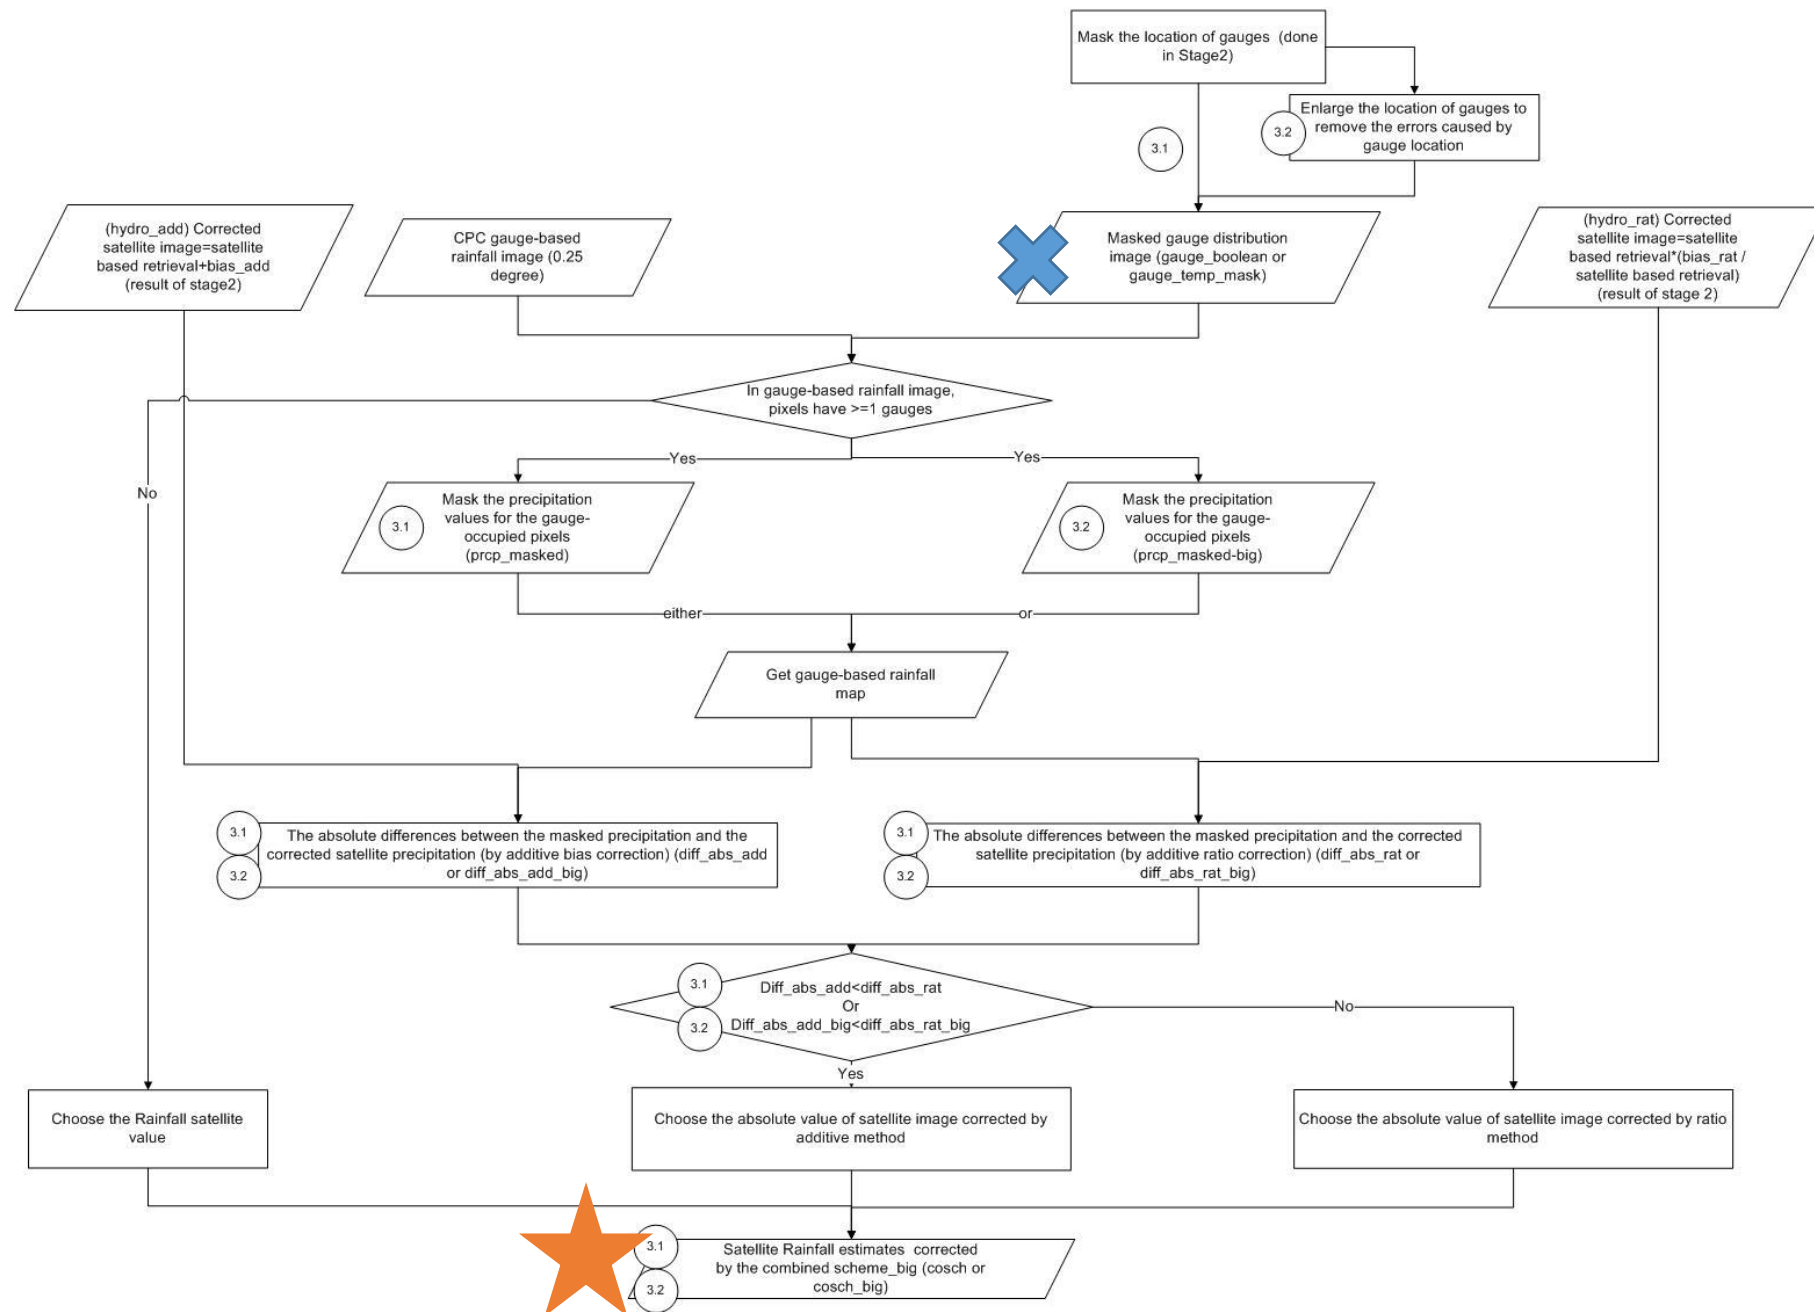 Mask the location of gauges  (done
in Stage2)
Enlarge the location of gauges to
remove the errors caused by
gauge location
3.2
3.1
(hydro_add) Corrected
satellite image=satellite
based retrieval+bias_add
(result of stage2)
CPC gauge-based
rainfall image (0.25
degree)
Masked gauge distribution
image (gauge_boolean or
gauge_temp_mask)
(hydro_rat) Corrected
satellite image=satellite
based retrieval*(bias_rat /
satellite based retrieval)
(result of stage 2)
In gauge-based rainfall image,
pixels have >=1 gauges
Yes
Yes
No
3.1
Mask the precipitation
values for the gauge-
occupied pixels
(prcp_masked)
3.2
Mask the precipitation
values for the gauge-
occupied pixels
(prcp_masked-big)
either
or
Get gauge-based rainfall
map
3.1
3.2
The absolute differences between the masked precipitation and the
corrected satellite precipitation (by additive bias correction) (diff_abs_add
or diff_abs_add_big)
3.1
3.2
The absolute differences between the masked precipitation and the corrected
satellite precipitation (by additive ratio correction) (diff_abs_rat or
diff_abs_rat_big)
3.1
3.2
Diff_abs_add<diff_abs_rat
Or
Diff_abs_add_big<diff_abs_rat_big
No
Yes
Choose the Rainfall satellite
value
Choose the absolute value of satellite image corrected by
additive method
Choose the absolute value of satellite image corrected by ratio
method
3.1
3.2
Satellite Rainfall estimates  corrected
by the combined scheme_big (cosch or
cosch_big)